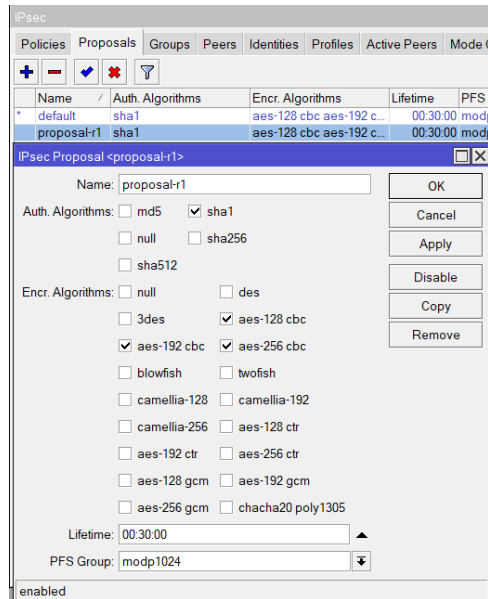 IPsec
Policies Proposals Groups Peers Identities Profiles Active Peers Mode
Name / Auth. Algorithms Encr. Algorithms Lifetime PFS
* default sha1 aes-128 cbc aes-192 c... 00:30:00 modp
proposal-r1 sha1 aes-128 cbc aes-192 c... 00:30:00 modp
IPsec Proposal <proposal-r1>
Name: proposal-r1 OK
Auth. Algorithms: md5 sha1 Cancel
null sha256 Apply
sha512 Disable
Encr. Algorithms: null des Copy
3des aes-128 cbc Remove
aes-192 cbc aes-256 cbc
blowfish twofish
camellia-128 camellia-192
camellia-256 aes-128 ctr
aes-192 ctr aes-256 ctr
aes-128 gcm aes-192 gcm
aes-256 gcm chacha20 poly1305
Lifetime: 00:30:00
PFS Group: modp1024
enabled